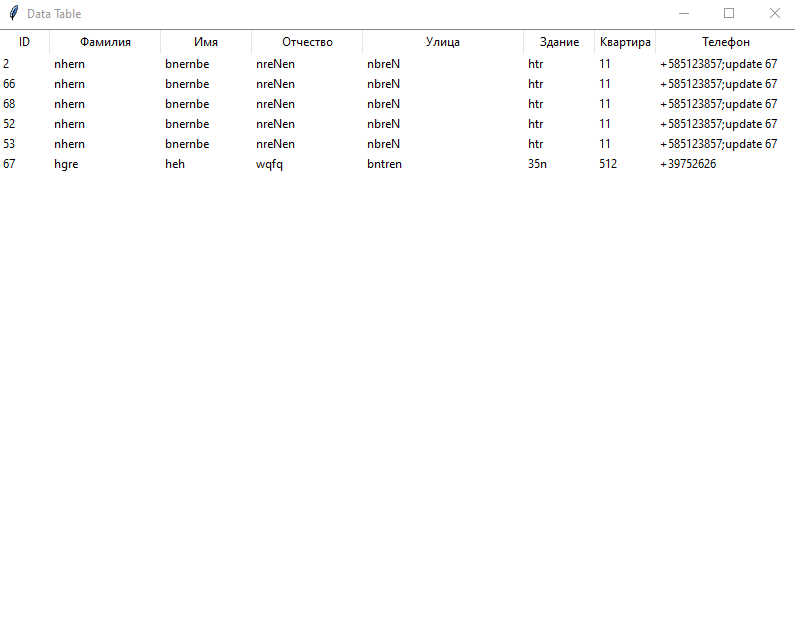 Data Table
ID Фамилия Имя Отчество Улица Здание Квартира Телефон
2 nhern bnernbe nreNen nbreN htr 11 +585123857;update 67
66 nhern bnernbe nreNen nbreN htr 11 +585123857;update 67
68 nhern bnernbe nreNen nbreN htr 11 +585123857;update 67
52 nhern bnernbe nreNen nbreN htr 11 +585123857;update 67
53 nhern bnernbe nreNen nbreN htr 11 +585123857;update 67
67 hgre heh wqfq bntren 35n 512 +39752626